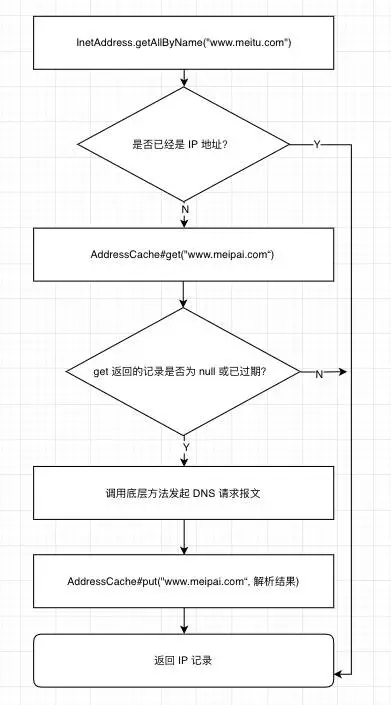 InetAddress.getAllByName("www.meitu.com")
是否已经是 IP 地址?
Y
N
AddressCache#get("www.meipai.com“)
get 返回的记录是否为 null 或已过期?
N
Y
调用底层方法发起 DNS 请求报文
AddressCache#put("www.meipai.com“, 解析结果)
返回 IP 记录